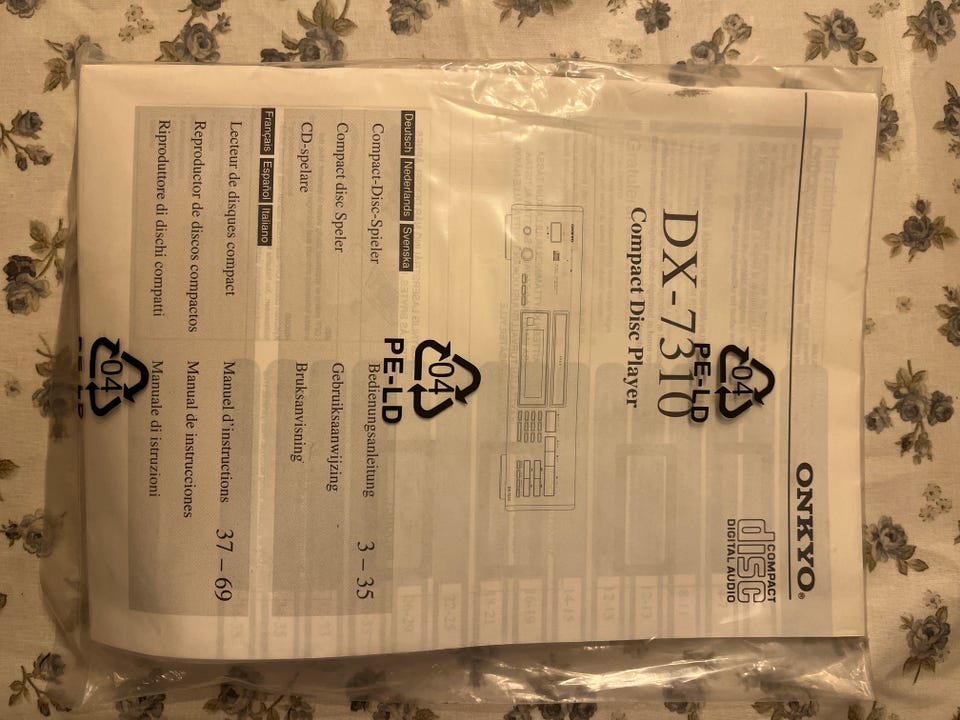 ONKYO®
COMPACT
disc
DIGITAL AUDIO
DX-7310
Compact Disc Player
Deutsch Nederlands Svenska
Compact-Disc-Spieler Bedienungsanleitung 3 – 35
Compact disc Speler Gebruiksaanwijzing
CD-spelare Bruksanvisning
Français Español Italiano
Lecteur de disques compact Manuel d'instructions 37 – 69
Reproductor de discos compactos Manual de instrucciones
Riproduttore di dischi compatti Manuale di istruzioni
04
PE-LD
04
PE-LD
04
PE-LD